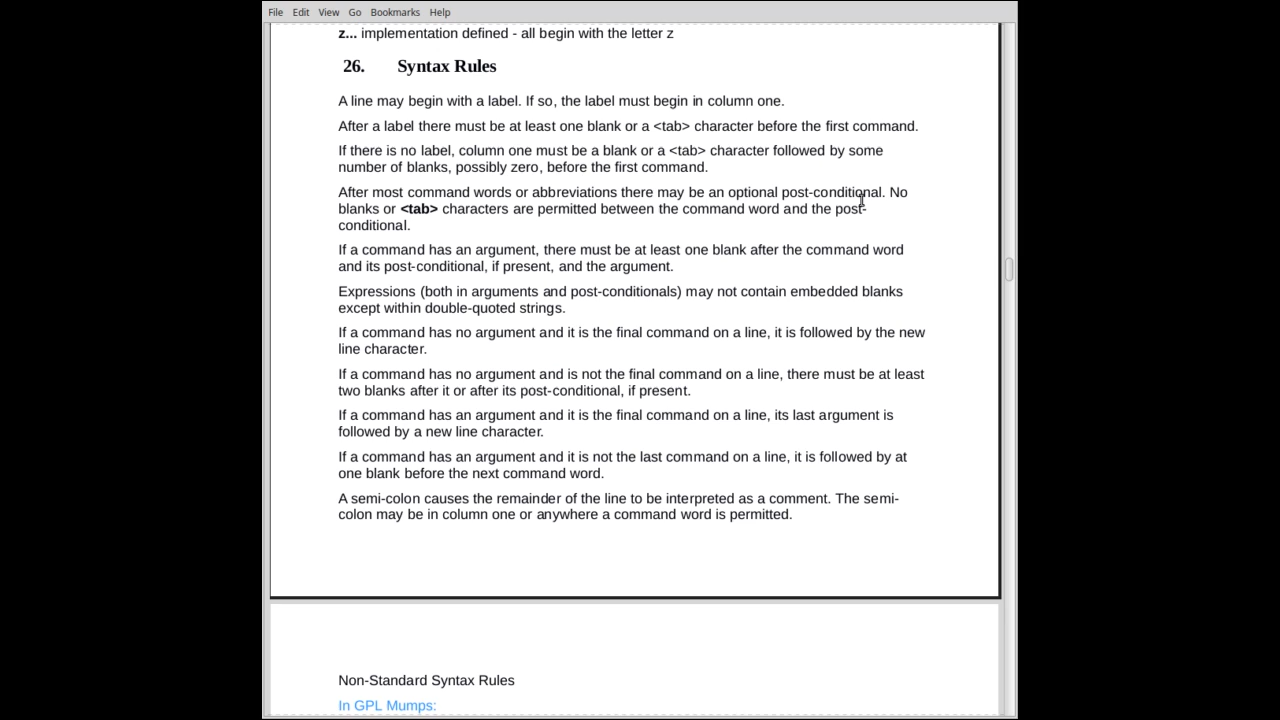 File Edit View Go Bookmarks Help
z... implementation defined - all begin with the letter z
26. Syntax Rules
A line may begin with a label. If so, the label must begin in column one.
After a label there must be at least one blank or a <tab> character before the first command.
If there is no label, column one must be a blank or a <tab> character followed by some
number of blanks, possibly zero, before the first command.
After most command words or abbreviations there may be an optional post-conditional. No
blanks or <tab> characters are permitted between the command word and the post-
conditional.
If a command has an argument, there must be at least one blank after the command word
and its post-conditional, if present, and the argument.
Expressions (both in arguments and post-conditionals) may not contain embedded blanks
except within double-quoted strings.
If a command has no argument and it is the final command on a line, it is followed by the new
line character.
If a command has no argument and is not the final command on a line, there must be at least
two blanks after it or after its post-conditional, if present.
If a command has an argument and it is the final command on a line, its last argument is
followed by a new line character.
If a command has an argument and it is not the last command on a line, it is followed by at
one blank before the next command word.
A semi-colon causes the remainder of the line to be interpreted as a comment. The semi-
colon may be in column one or anywhere a command word is permitted.
Non-Standard Syntax Rules
In GPL Mumps: